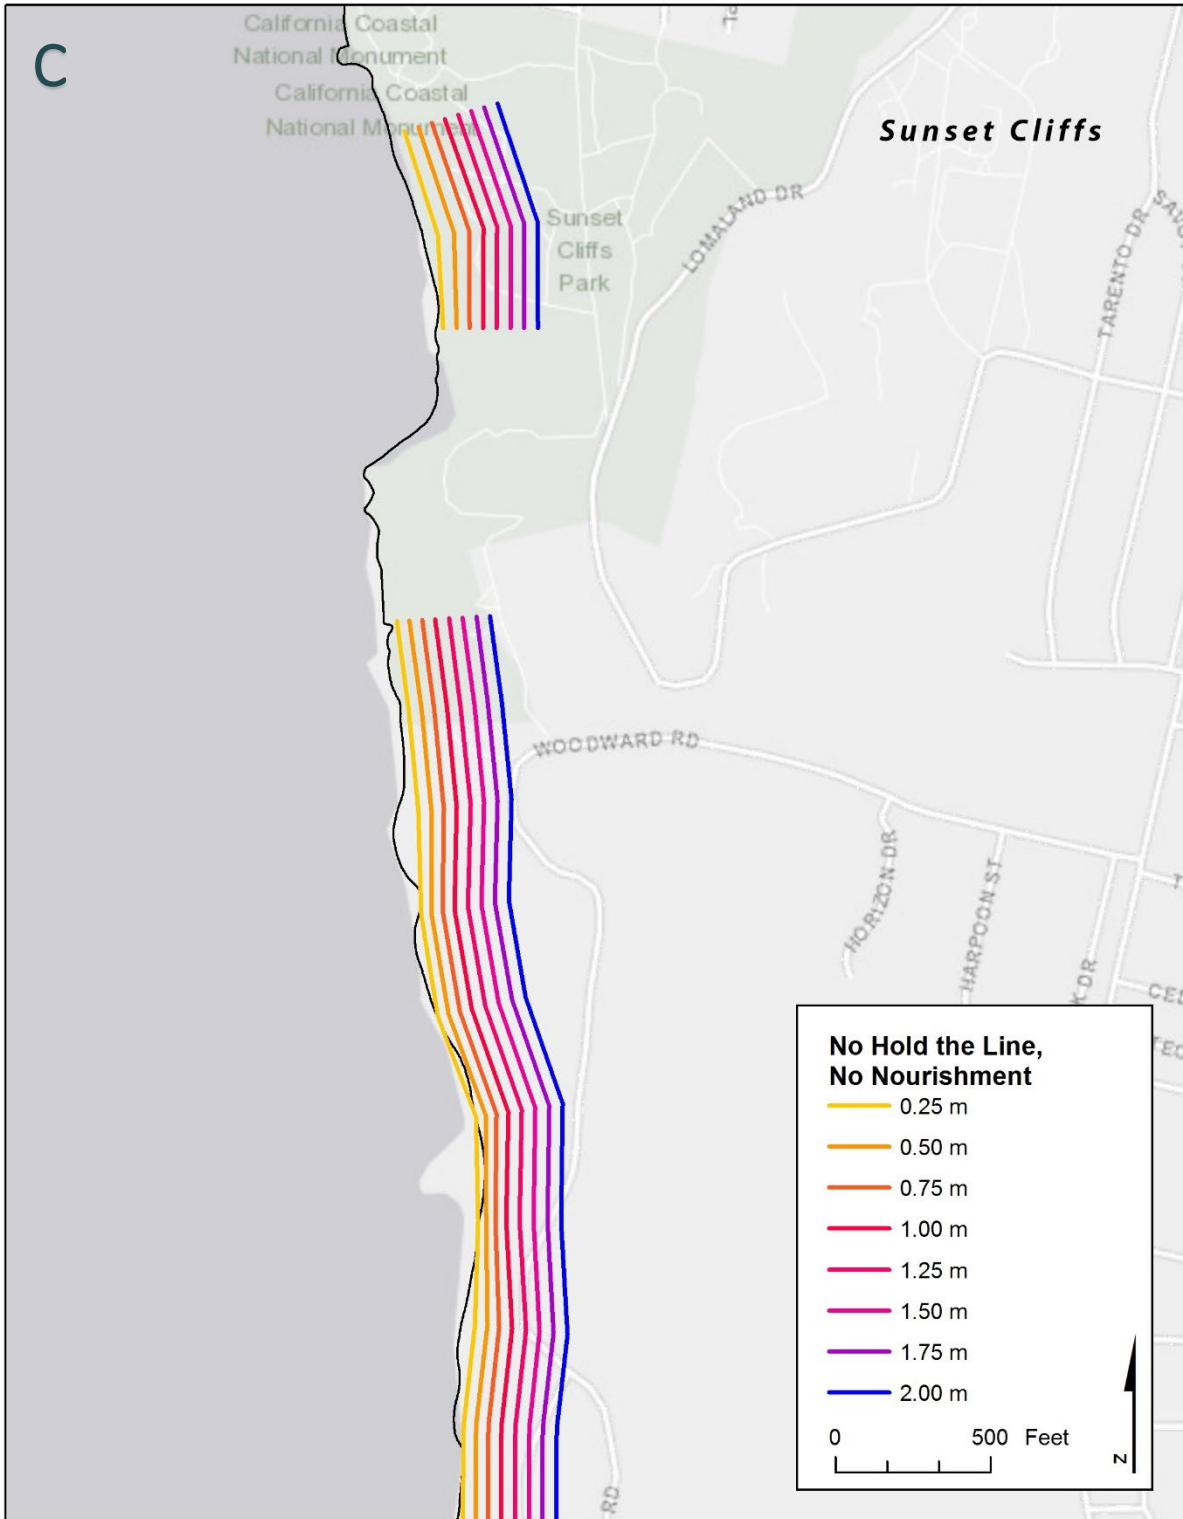 C
California Coastal
National Monument
California Coastal
National Monument
Sunset Cliffs
Sunset
Cliffs
Park
LOMALAND DR
TARENTO DR
WOODWARD RD
HORIZON DR
HARPOON ST
K DR
RD
No Hold the Line,
No Nourishment
0.25 m
0.50 m
0.75 m
1.00 m
1.25 m
1.50 m
1.75 m
2.00 m
0 500 Feet
N